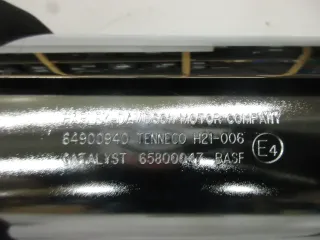 MOTOR COMPANY
64900940 TENNECO H21-006
CATALYST 65800047 BASF
E4